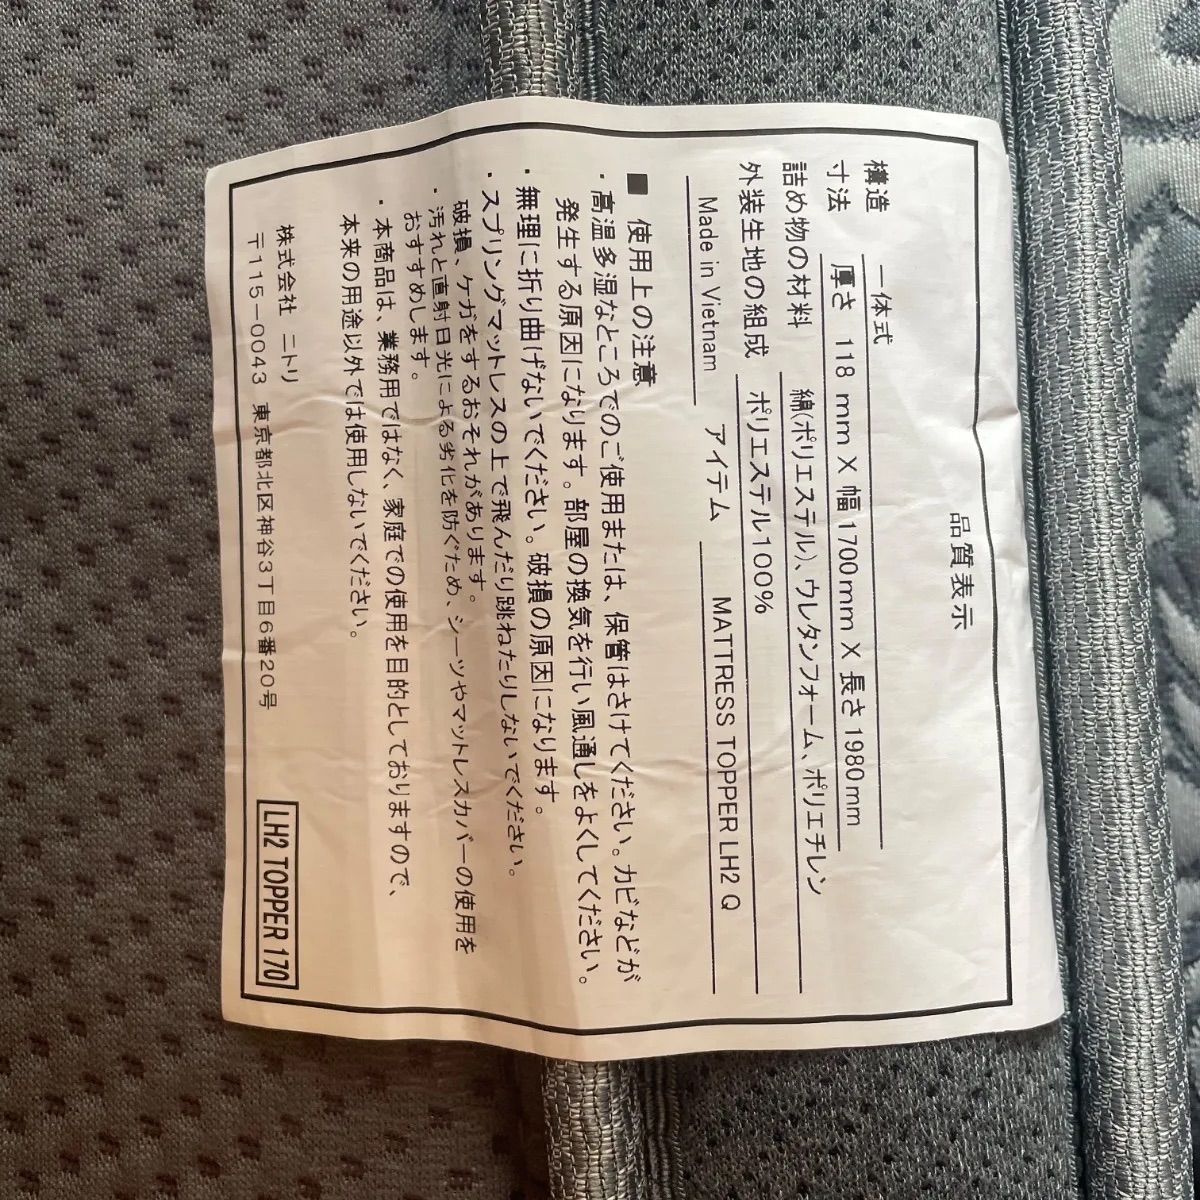 品質表示
構造 一体式
寸法 厚さ 118 mm X 幅1700mm X 長さ1980mm
詰め物の材料 綿(ポリエステル)、ウレタンフォーム、ポリエチレン
外装生地の組成 ポリエステル100%
Made in Vietnam アイテム MATTRESS TOPPER LH2 Q
■ 使用上の注意
・高温多湿なところでのご使用または、保管はさけてください。カビなどが
発生する原因になります。部屋の換気を行い風通しをよくしてください。
・無理に折り曲げないでください。破損の原因になります。
・スプリングマットレスの上で飛んだり跳ねたりしないでください。
破損、ケガをするおそれがあります。
・汚れと直射日光による劣化を防ぐため、シーツやマットレスカバーの使用を
おすすめします。
・本商品は、業務用ではなく、家庭での使用を目的としておりますので、
本来の用途以外では使用しないでください。
株式会社 ニトリ
〒115-0043 東京都北区神谷3丁目6番20号
LH2 TOPPER 170